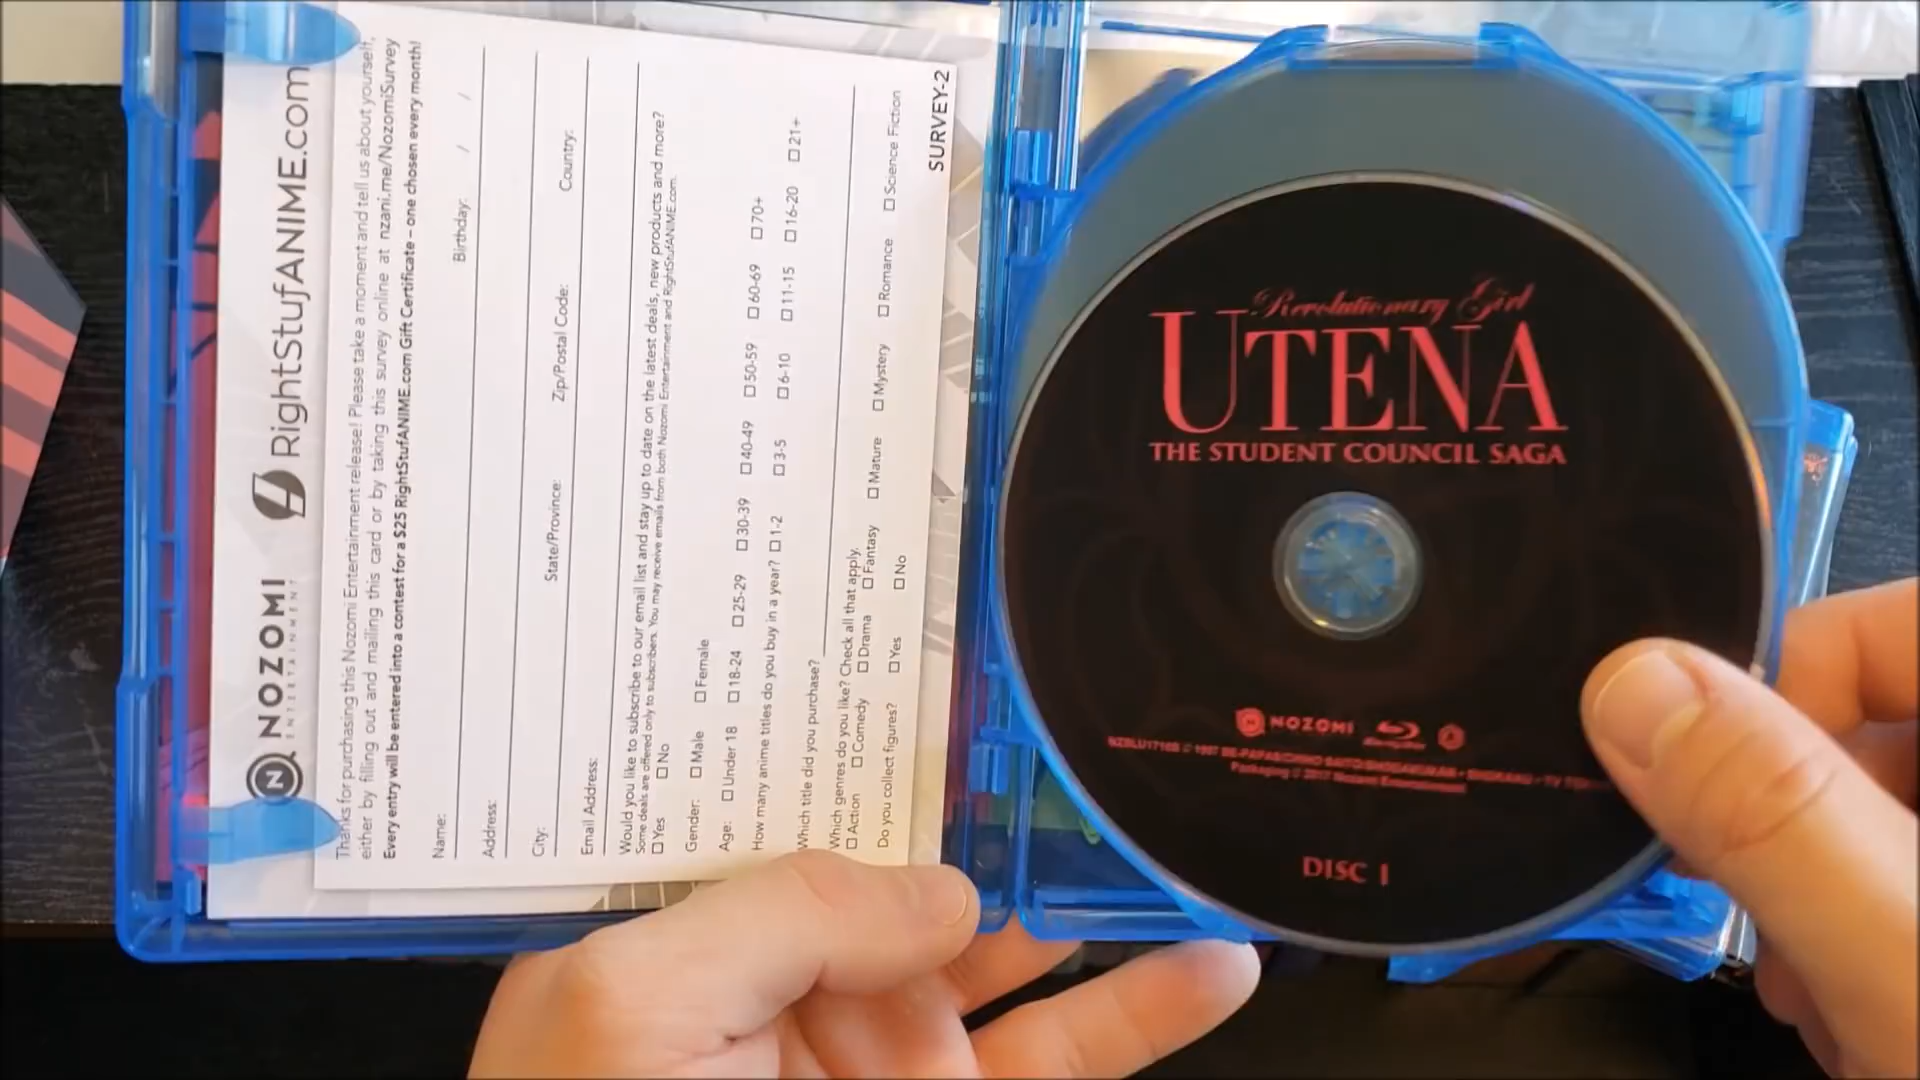 NOZOMI
ENTERTAINMENT
RightStufANIME.com
Thanks for purchasing this Nozomi Entertainment release! Please take a moment and tell us about yourself,
either by filling out and mailing this card or by taking this survey online at nzani.me/NozomiSurvey
Every entry will be entered into a contest for a $25 RightStufANIME.com Gift Certificate – one chosen every month!
Name: Birthday: / /
Address:
City: State/Province: Zip/Postal Code: Country:
Email Address:
Would you like to subscribe to our email list and stay up to date on the latest deals, new products and more?
Some deals are offered only to subscribers. You may receive emails from both Nozomi Entertainment and RightStufANIME.com.
☐ Yes ☐ No
Gender: ☐ Male ☐ Female
Age: ☐ Under 18 ☐ 18-24 ☐ 25-29 ☐ 30-39 ☐ 40-49 ☐ 50-59 ☐ 60-69 ☐ 70+
How many anime titles do you buy in a year? ☐ 1-2 ☐ 3-5 ☐ 6-10 ☐ 11-15 ☐ 16-20 ☐ 21+
Which title did you purchase?
Which genres do you like? Check all that apply.
☐ Action ☐ Comedy ☐ Drama ☐ Fantasy ☐ Mature ☐ Mystery ☐ Romance ☐ Science Fiction
Do you collect figures? ☐ Yes ☐ No
SURVEY-2
Revolutionary Girl
UTENA
THE STUDENT COUNCIL SAGA
NOZOMI
Packaging © 2017 Nozomi Entertainment
DISC 1